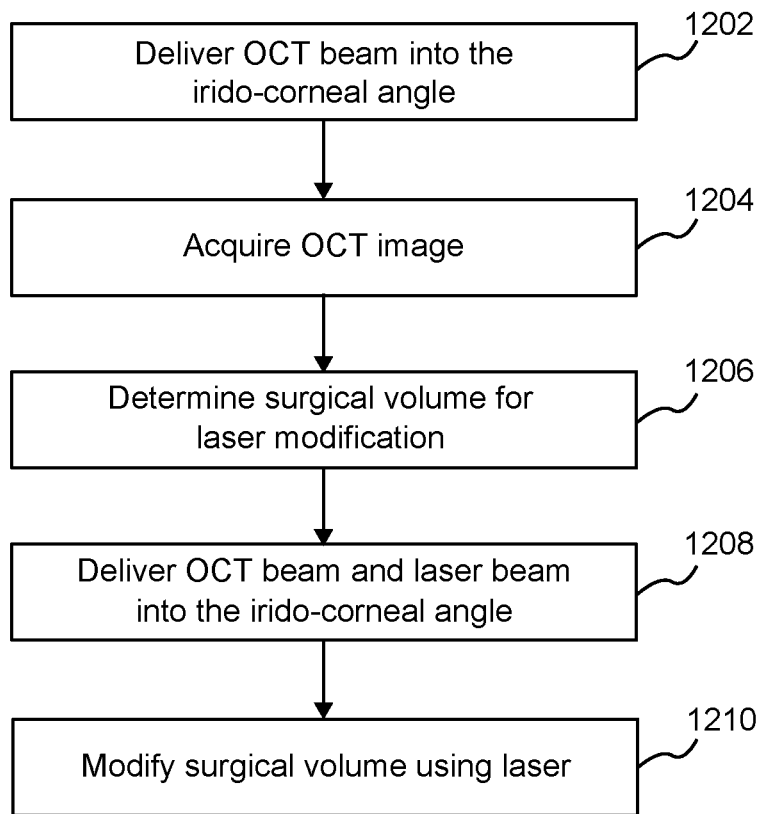 1202
Deliver OCT beam into the
irido-corneal angle
1204
Acquire OCT image
1206
Determine surgical volume for
laser modification
1208
Deliver OCT beam and laser beam
into the irido-corneal angle
1210
Modify surgical volume using laser